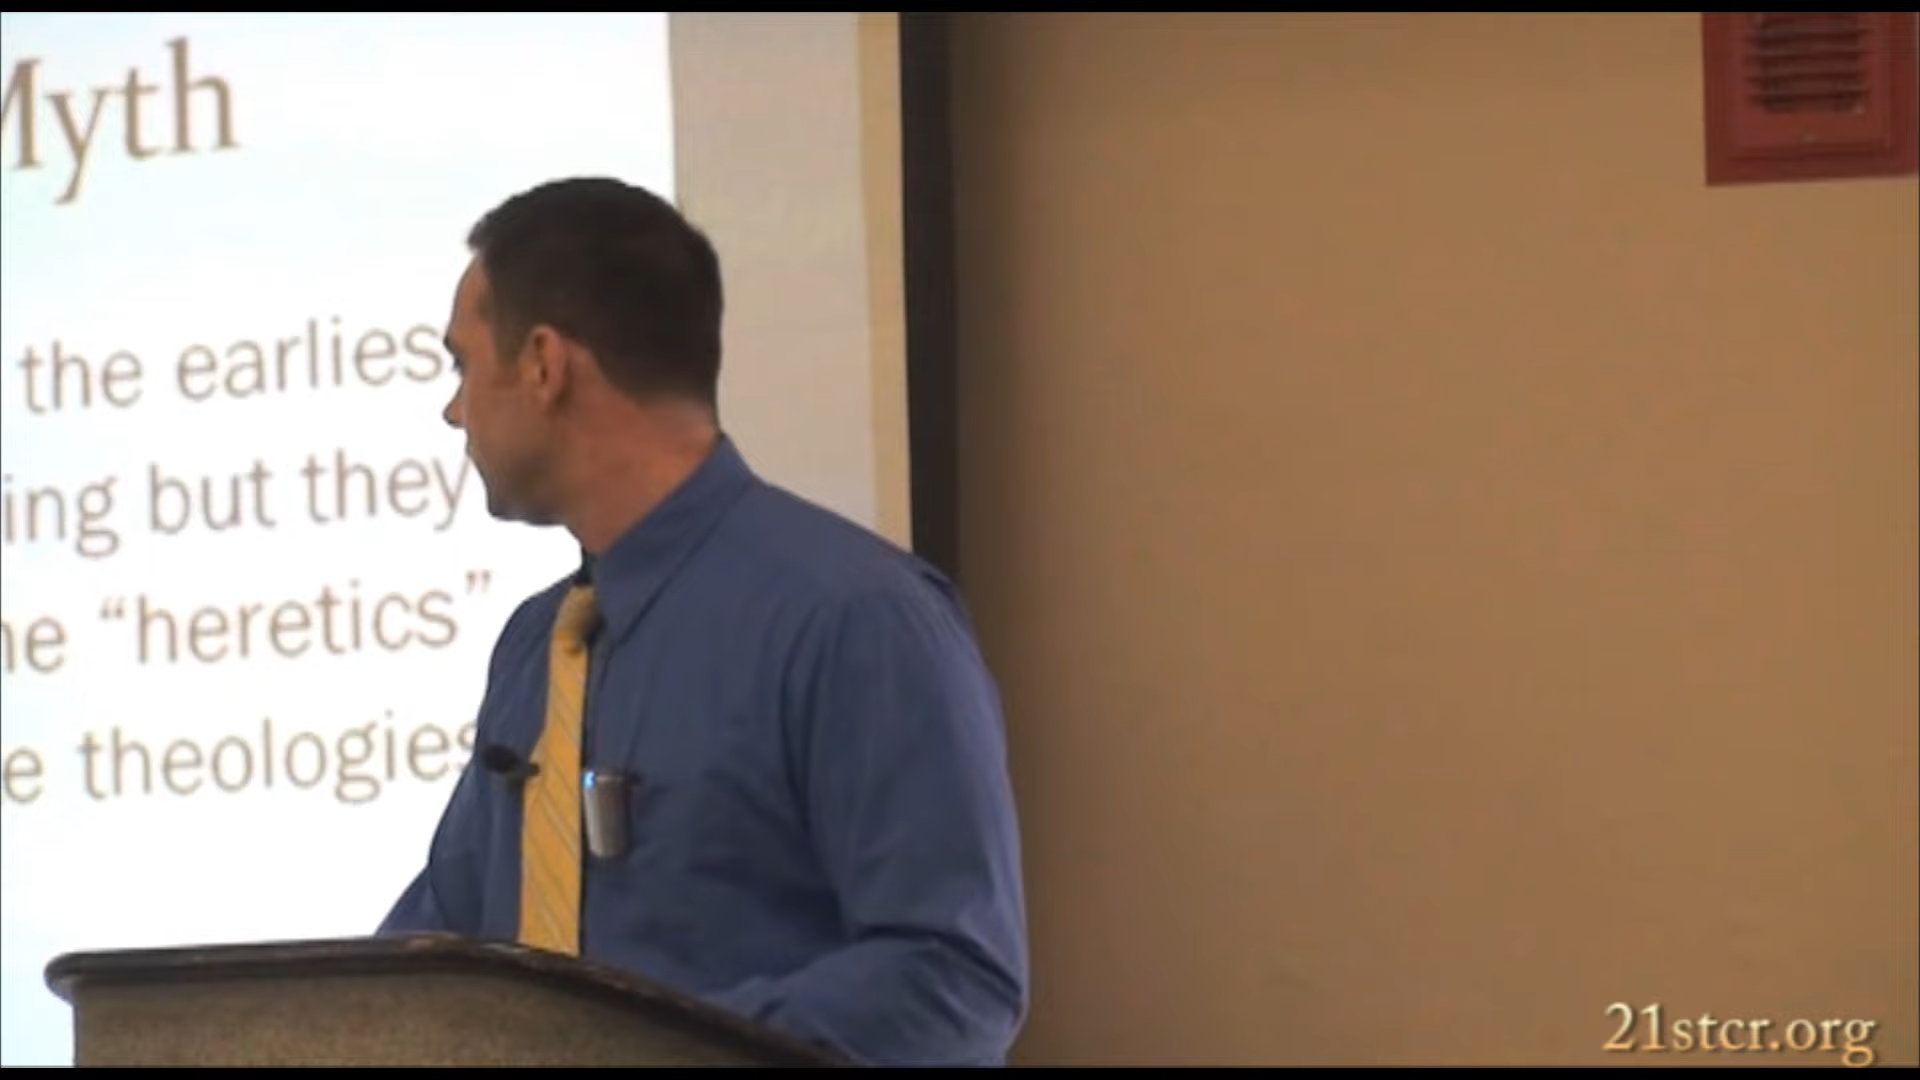 Myth
the earlies
ing but they
he “heretics”
e theologies
21stcr.org